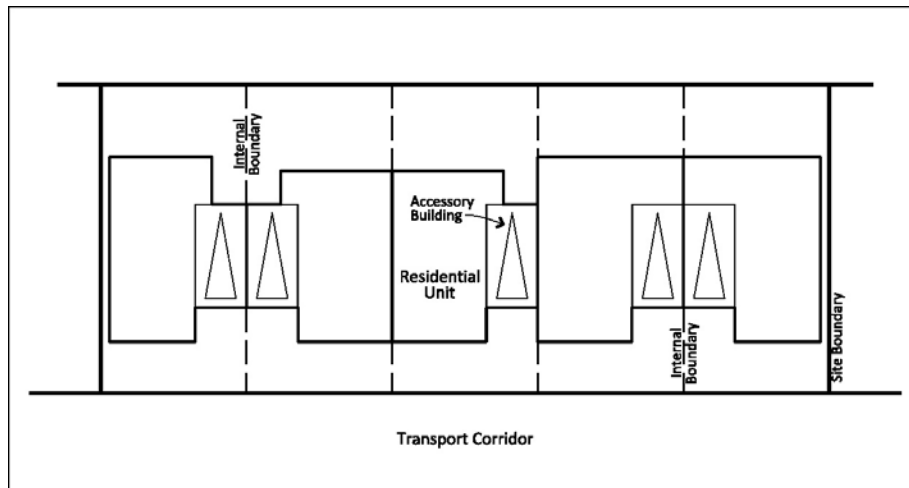 Internal
Boundary
Accessory
Building
Residential
Unit
Internal
Boundary
Site Boundary
Transport Corridor